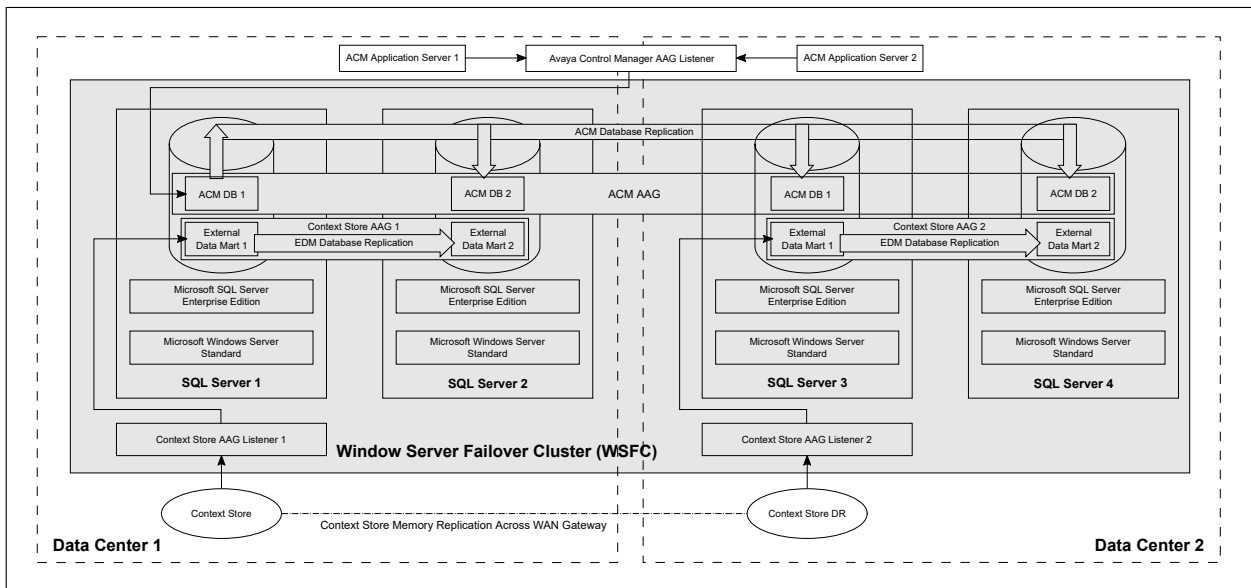 ACM Application Server 1
Avaya Control Manager AAG Listener
ACM Application Server 2
ACM Database Replication
ACM DB 1
ACM DB 2
ACM AAG
ACM DB 1
ACM DB 2
Context Store AAG 1
External
Data Mart 1
EDM Database Replication
External
Data Mart 2
Context Store AAG 2
External
Data Mart 1
EDM Database Replication
External
Data Mart 2
Microsoft SQL Server
Enterprise Edition
Microsoft SQL Server
Enterprise Edition
Microsoft SQL Server
Enterprise Edition
Microsoft SQL Server
Enterprise Edition
Microsoft Windows Server
Standard
Microsoft Windows Server
Standard
Microsoft Windows Server
Standard
Microsoft Windows Server
Standard
SQL Server 1
SQL Server 2
SQL Server 3
SQL Server 4
Context Store AAG Listener 1
Window Server Failover Cluster (WSFC)
Context Store AAG Listener 2
Context Store
Context Store Memory Replication Across WAN Gateway
Context Store DR
Data Center 1
Data Center 2